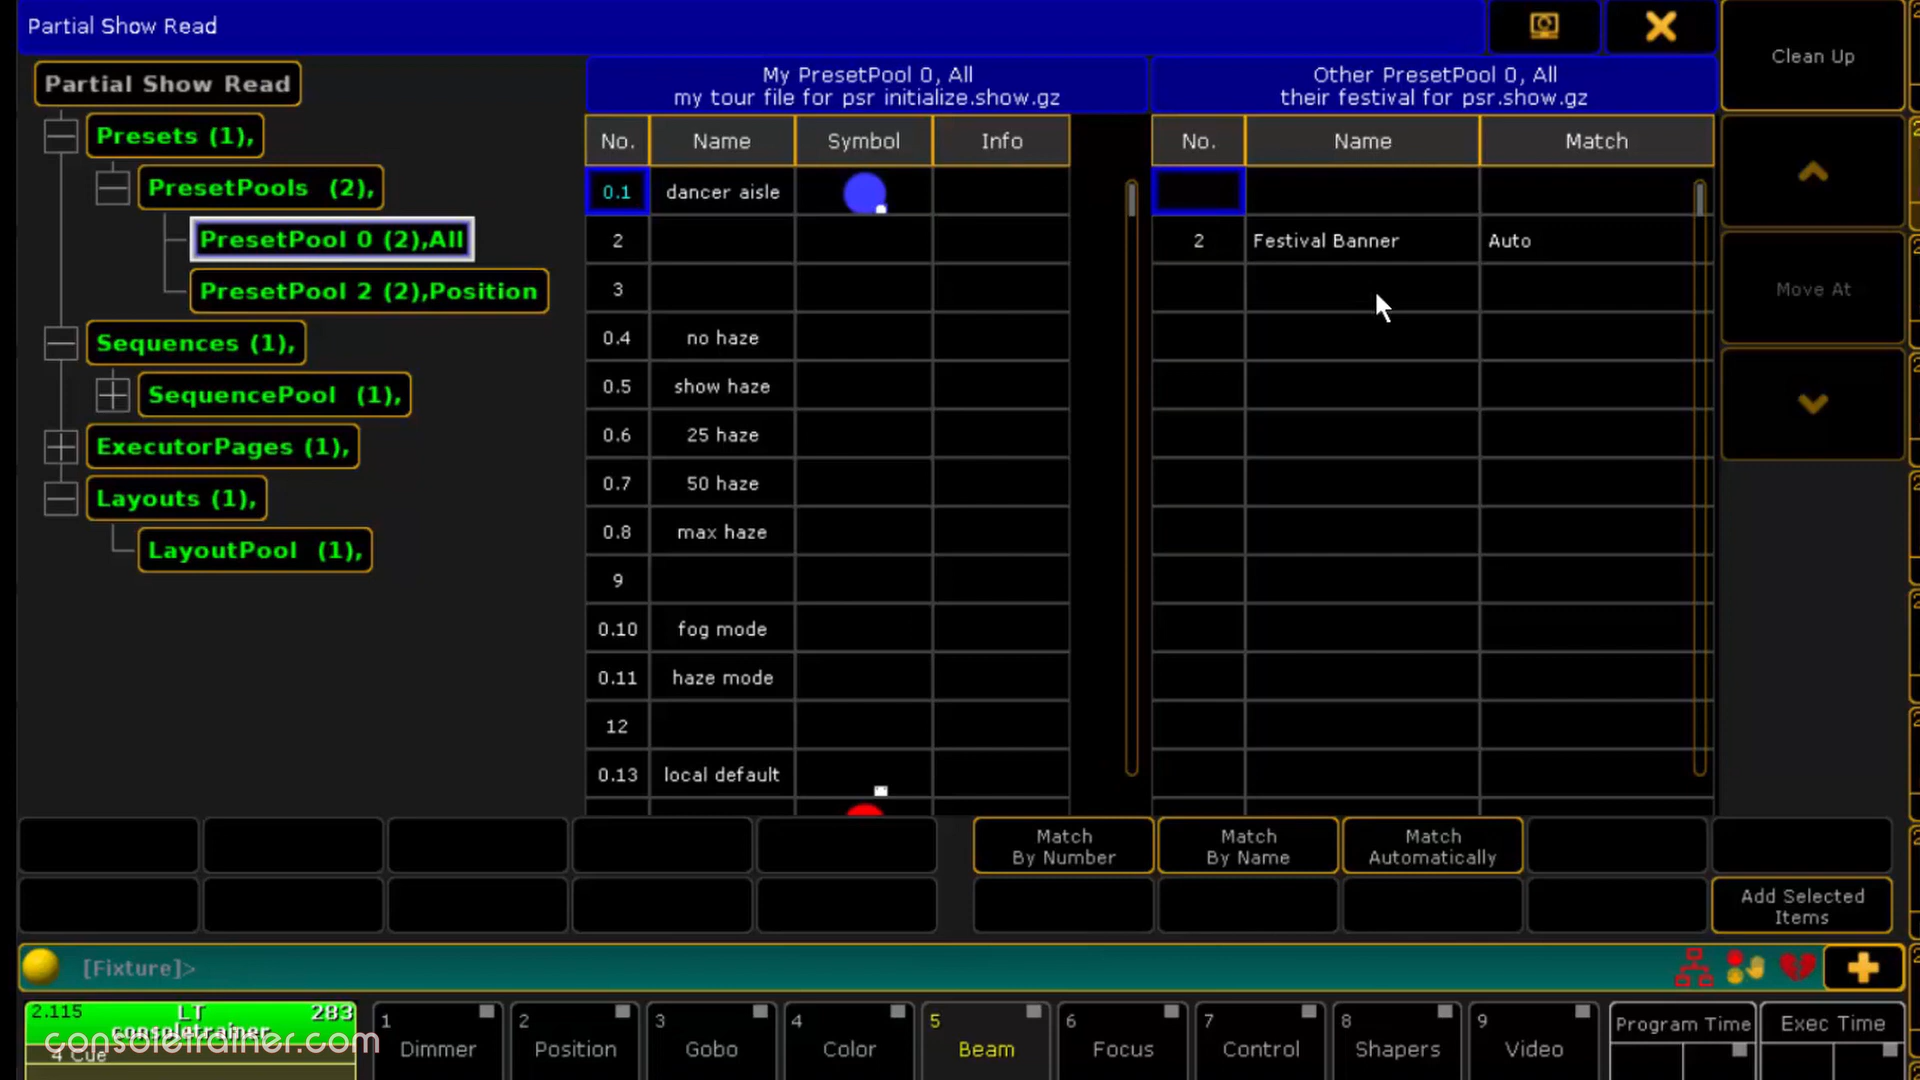 Partial Show Read
Clean Up
Partial Show Read
Presets (1),
PresetPools (2),
PresetPool 0 (2),All
PresetPool 2 (2),Position
Sequences (1),
SequencePool (1),
ExecutorPages (1),
Layouts (1),
LayoutPool (1),
My PresetPool 0, All
my tour file for psr initialize.show.gz
No. Name Symbol Info
0.1 dancer aisle
2
3
0.4 no haze
0.5 show haze
0.6 25 haze
0.7 50 haze
0.8 max haze
9
0.10 fog mode
0.11 haze mode
12
0.13 local default
Other PresetPool 0, All
their festival for psr.show.gz
No. Name Match
2 Festival Banner Auto
Move At
Match
By Number
Match
By Name
Match
Automatically
Add Selected
Items
[Fixture]>
2.115 LT 283
consoletrainer
4 Cue
consoletrainer.com
1 Dimmer
2 Position
3 Gobo
4 Color
5 Beam
6 Focus
7 Control
8 Shapers
9 Video
Program Time
Exec Time